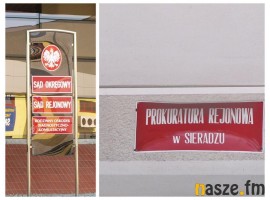 SĄD OKRĘGOWY
SĄD REJONOWY
PROKURATURA REJONOWA
W SIERADZU
nasze.fm